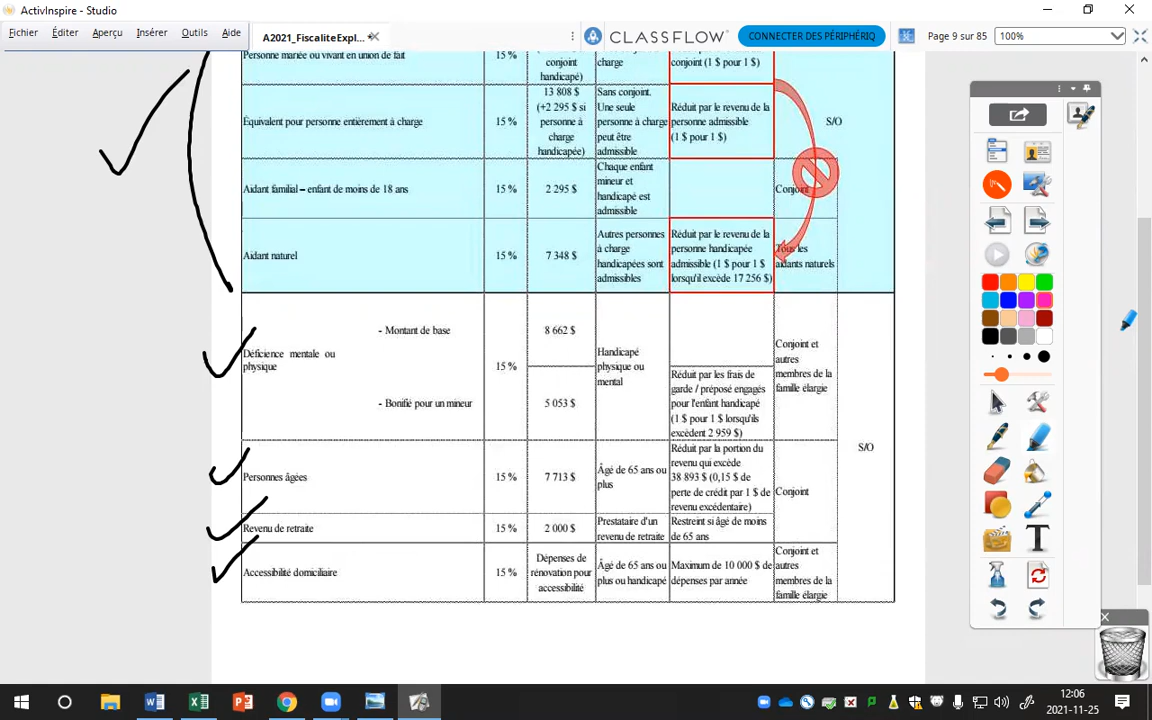 ActivInspire - Studio
Fichier Éditer Aperçu Insérer Outils Aide
A2021_FiscaliteExpl...
CLASSFLOW
CONNECTER DES PÉRIPHÉRIQ
Page 9 sur 85
100%
Personne mariée ou vivant en union de fait
15 %
conjoint
handicapé)
charge
conjoint (1 $ pour 1 $)
Équivalent pour personne entièrement à charge
15 %
13 808 $
(+2 295 $ si
personne à
charge
handicapée)
Sans conjoint.
Une seule
personne à charge
peut être
admissible
Réduit par le revenu de la
personne admissible
(1 $ pour 1 $)
S/O
Aidant familial – enfant de moins de 18 ans
15 %
2 295 $
Chaque enfant
mineur et
handicapé est
admissible
Conjoint
Aidant naturel
15 %
7 348 $
Autres personnes
à charge
handicapées sont
admissibles
Réduit par le revenu de la
personne handicapée
admissible (1 $ pour 1 $
lorsqu'il excède 17 256 $)
Tous les
aidants naturels
Déficience mentale ou
physique
- Montant de base
- Bonifié pour un mineur
15 %
8 662 $
5 053 $
Handicapé
physique ou
mental
Réduit par les frais de
garde / préposé engagés
pour l'enfant handicapé
(1 $ pour 1 $ lorsqu'ils
excèdent 2 959 $)
Conjoint et
autres
membres de la
famille élargie
S/O
Personnes âgées
15 %
7 713 $
Âgé de 65 ans ou
plus
Réduit par la portion du
revenu qui excède
38 893 $ (0,15 $ de
perte de crédit par 1 $ de
revenu excédentaire)
Conjoint
Revenu de retraite
15 %
2 000 $
Prestataire d'un
revenu de retraite
Restreint si âgé de moins
de 65 ans
Accessibilité domiciliaire
15 %
Dépenses de
rénovation pour
accessibilité
Âgé de 65 ans ou
plus ou handicapé
Maximum de 10 000 $ de
dépenses par année
Conjoint et
autres
membres de la
famille élargie
12:06
2021-11-25